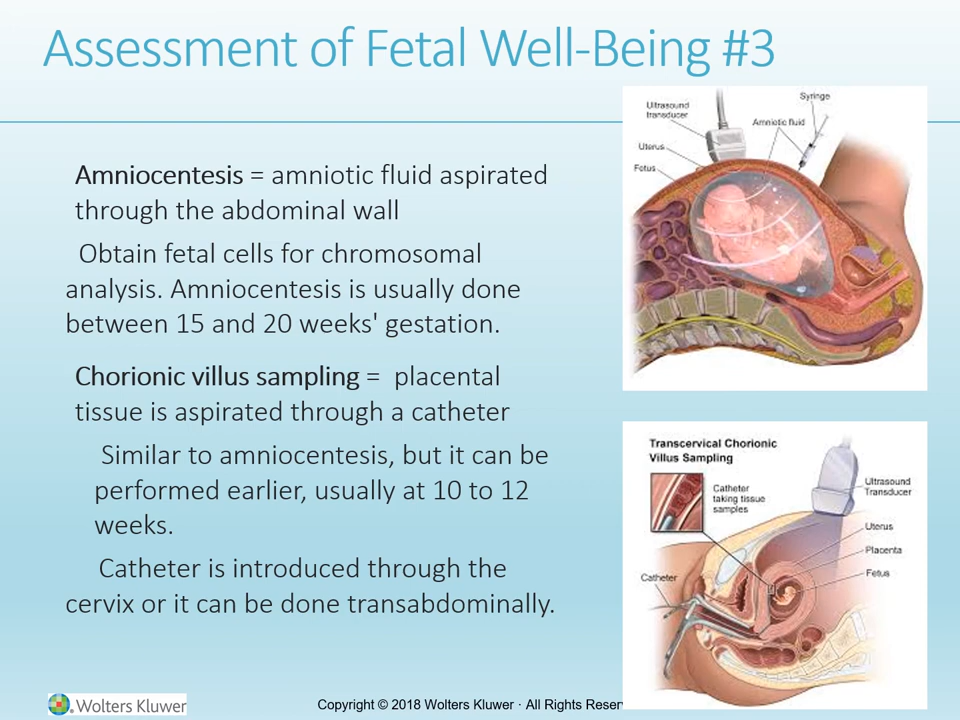 Assessment of Fetal Well-Being #3
Amniocentesis = amniotic fluid aspirated
through the abdominal wall
Obtain fetal cells for chromosomal
analysis. Amniocentesis is usually done
between 15 and 20 weeks' gestation.
Chorionic villus sampling =  placental
tissue is aspirated through a catheter
Similar to amniocentesis, but it can be
performed earlier, usually at 10 to 12
weeks.
Catheter is introduced through the
cervix or it can be done transabdominally.
Syringe
Ultrasound
transducer
Amniotic fluid
Uterus
Fetus
Transcervical Chorionic
Villus Sampling
Catheter
taking tissue
samples
Ultrasound
Transducer
Uterus
Placenta
Fetus
Catheter
Wolters Kluwer
Copyright © 2018 Wolters Kluwer · All Rights Reserv